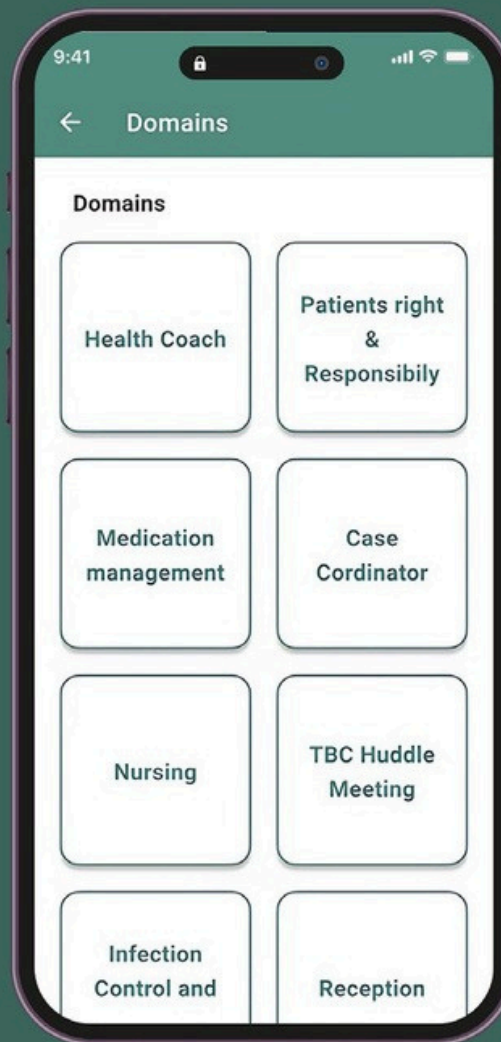 9:41
Domains
Domains
Health Coach
Patients right
&
Responsibily
Medication
management
Case
Cordinator
Nursing
TBC Huddle
Meeting
Infection
Control and
Reception